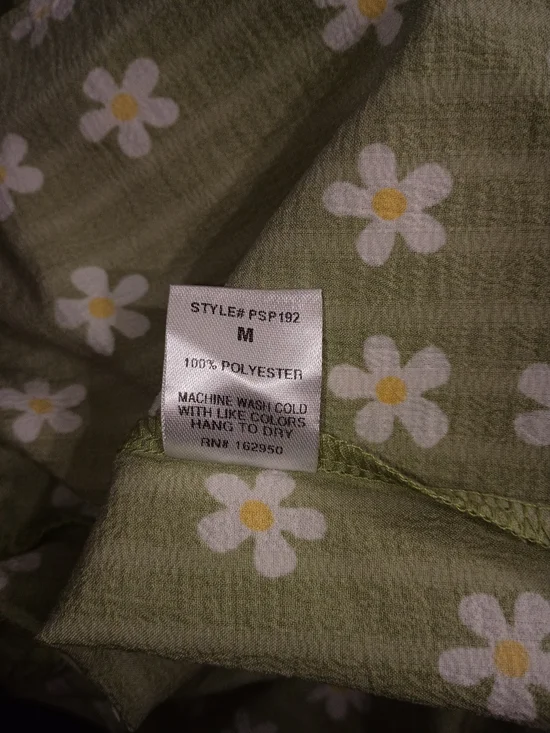 STYLE# PSP192
M
100% POLYESTER
MACHINE WASH COLD
WITH LIKE COLORS
HANG TO DRY
RN# 162950